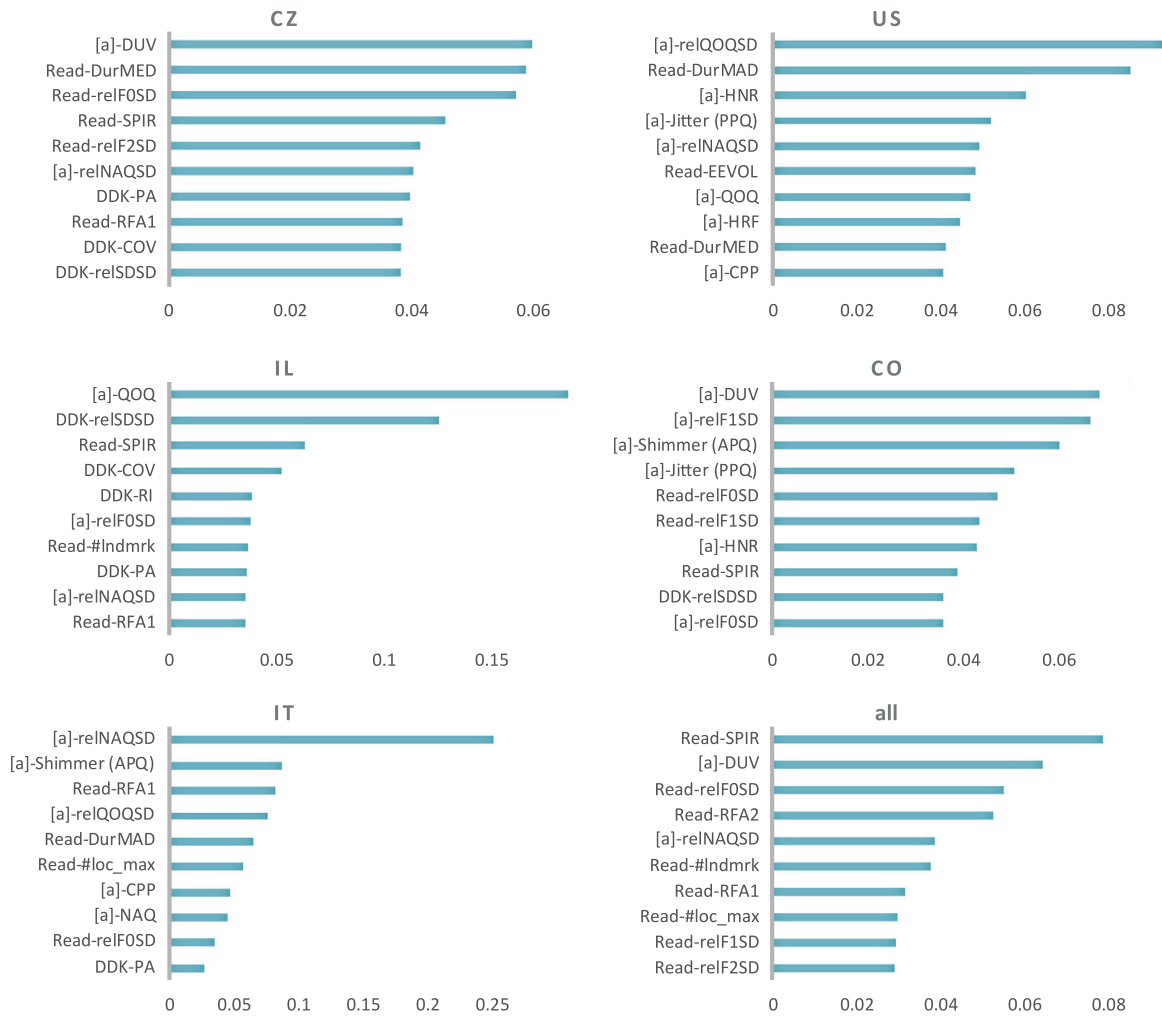 CZ
[a]-DUV
Read-DurMED
Read-relF0SD
Read-SPIR
Read-relF2SD
[a]-relNAQSD
DDK-PA
Read-RFA1
DDK-COV
DDK-relSDSD
0 0.02 0.04 0.06
US
[a]-relQOQSD
Read-DurMAD
[a]-HNR
[a]-Jitter (PPQ)
[a]-relNAQSD
Read-EEVOL
[a]-QOQ
[a]-HRF
Read-DurMED
[a]-CPP
0 0.02 0.04 0.06 0.08
IL
[a]-QOQ
DDK-relSDSD
Read-SPIR
DDK-COV
DDK-RI
[a]-relF0SD
Read-#lndmrk
DDK-PA
[a]-relNAQSD
Read-RFA1
0 0.05 0.1 0.15
CO
[a]-DUV
[a]-relF1SD
[a]-Shimmer (APQ)
[a]-Jitter (PPQ)
Read-relF0SD
Read-relF1SD
[a]-HNR
Read-SPIR
DDK-relSDSD
[a]-relF0SD
0 0.02 0.04 0.06
IT
[a]-relNAQSD
[a]-Shimmer (APQ)
Read-RFA1
[a]-relQOQSD
Read-DurMAD
Read-#loc_max
[a]-CPP
[a]-NAQ
Read-relF0SD
DDK-PA
0 0.05 0.1 0.15 0.2 0.25
all
Read-SPIR
[a]-DUV
Read-relF0SD
Read-RFA2
[a]-relNAQSD
Read-#lndmrk
Read-RFA1
Read-#loc_max
Read-relF1SD
Read-relF2SD
0 0.02 0.04 0.06 0.08